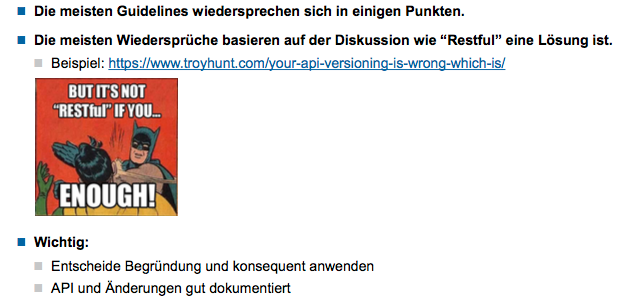 Die meisten Guidelines wiedersprechen sich in einigen Punkten.
Die meisten Wiedersprüche basieren auf der Diskussion wie “Restful” eine Lösung ist.
Beispiel: https://www.troyhunt.com/your-api-versioning-is-wrong-which-is/
BUT IT'S NOT
"RESTful" IF YOU...
ENOUGH!
Wichtig:
Entscheide Begründung und konsequent anwenden
API und Änderungen gut dokumentiert